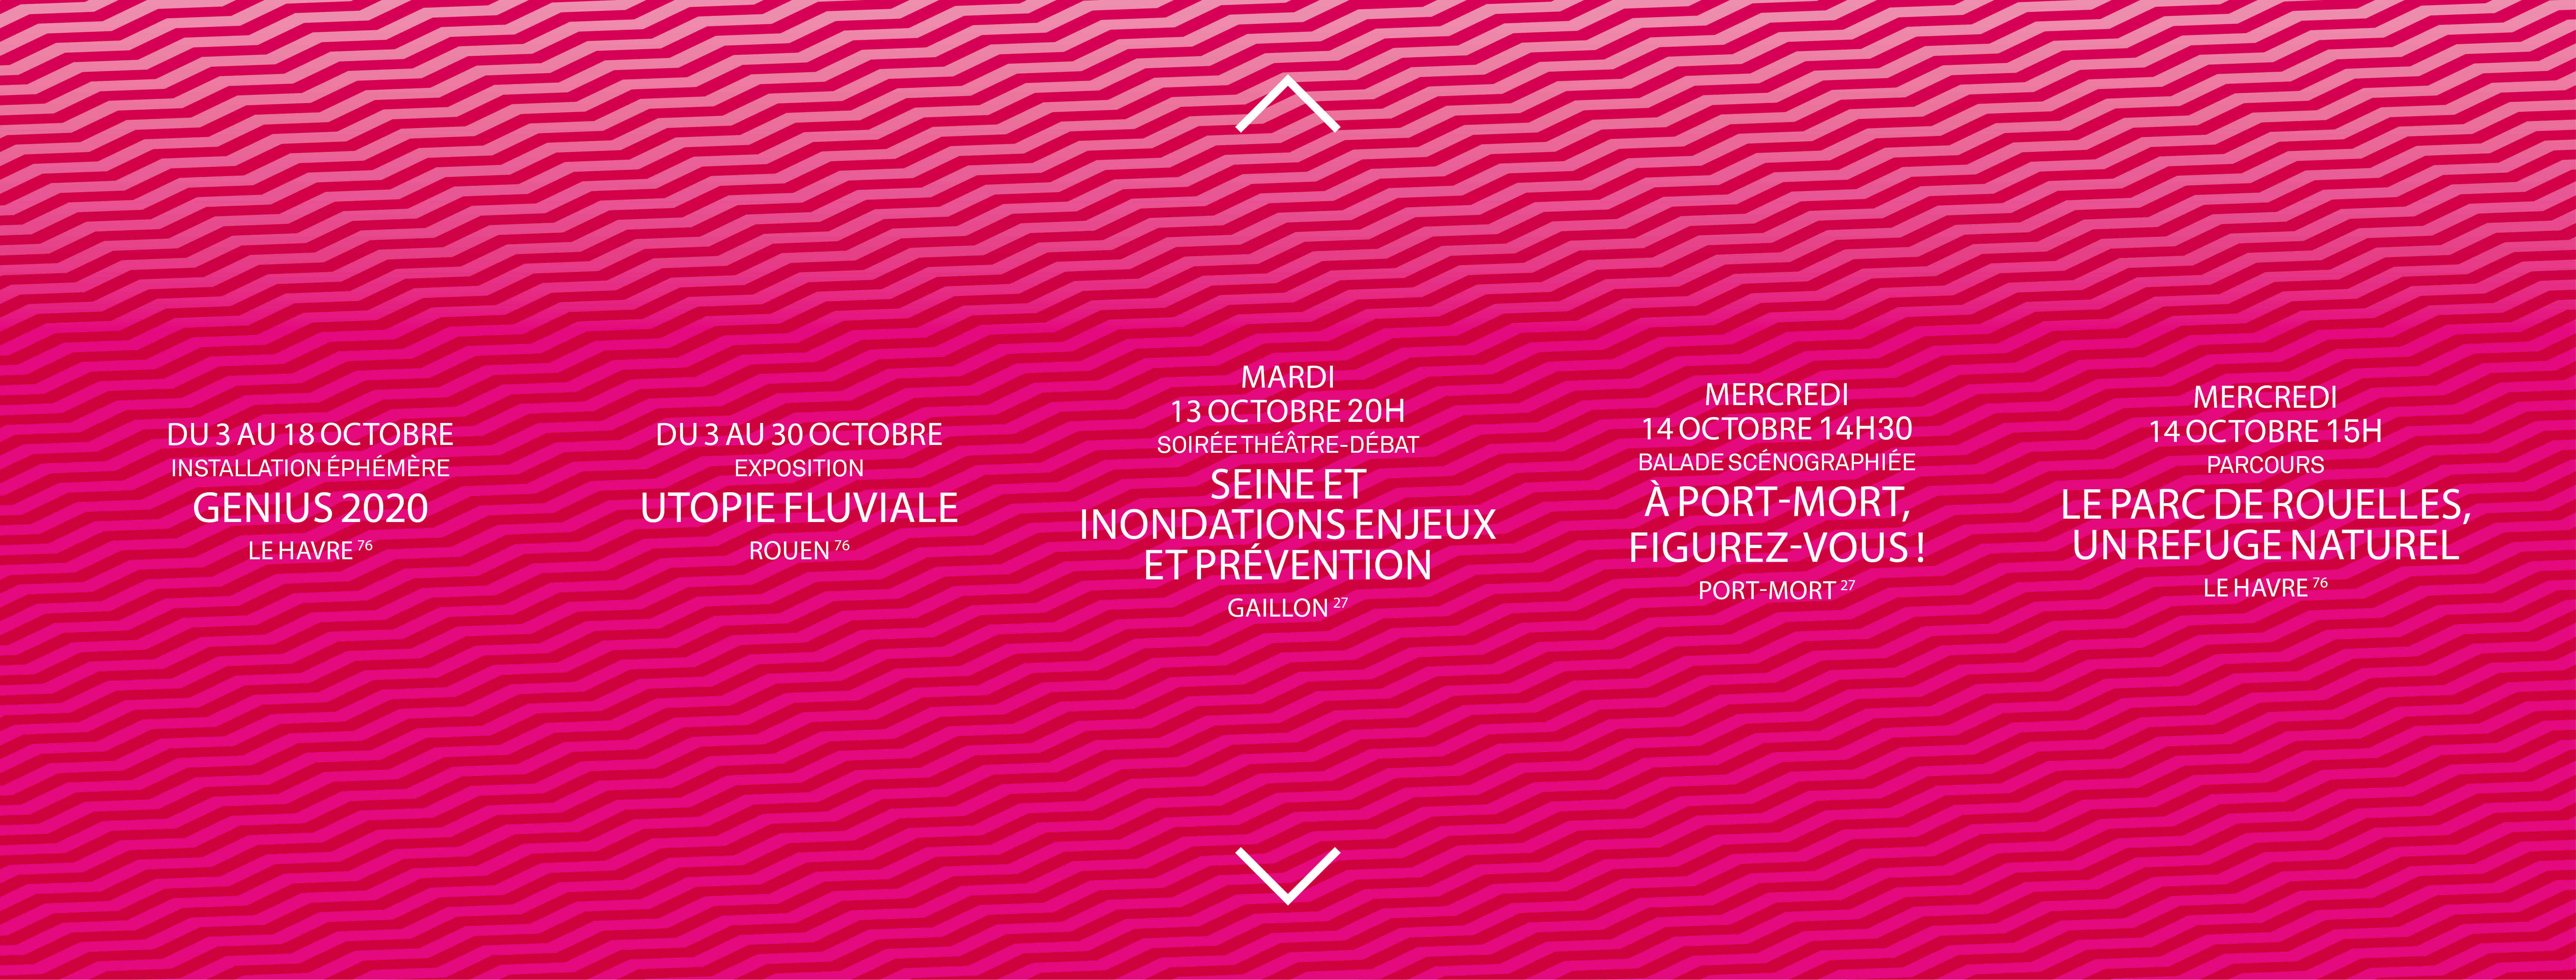 DU 3 AU 18 OCTOBRE
INSTALLATION ÉPHÉMÈRE
GENIUS 2020
LE HAVRE 76
DU 3 AU 30 OCTOBRE
EXPOSITION
UTOPIE FLUVIALE
ROUEN 76
MARDI
13 OCTOBRE 20H
SOIRÉE THÉÂTRE-DÉBAT
SEINE ET
INONDATIONS ENJEUX
ET PRÉVENTION
GAILLON 27
MERCREDI
14 OCTOBRE 14H30
BALADE SCÉNOGRAPHIÉE
À PORT-MORT,
FIGUREZ-VOUS !
PORT-MORT 27
MERCREDI
14 OCTOBRE 15H
PARCOURS
LE PARC DE ROUELLES,
UN REFUGE NATUREL
LE HAVRE 76